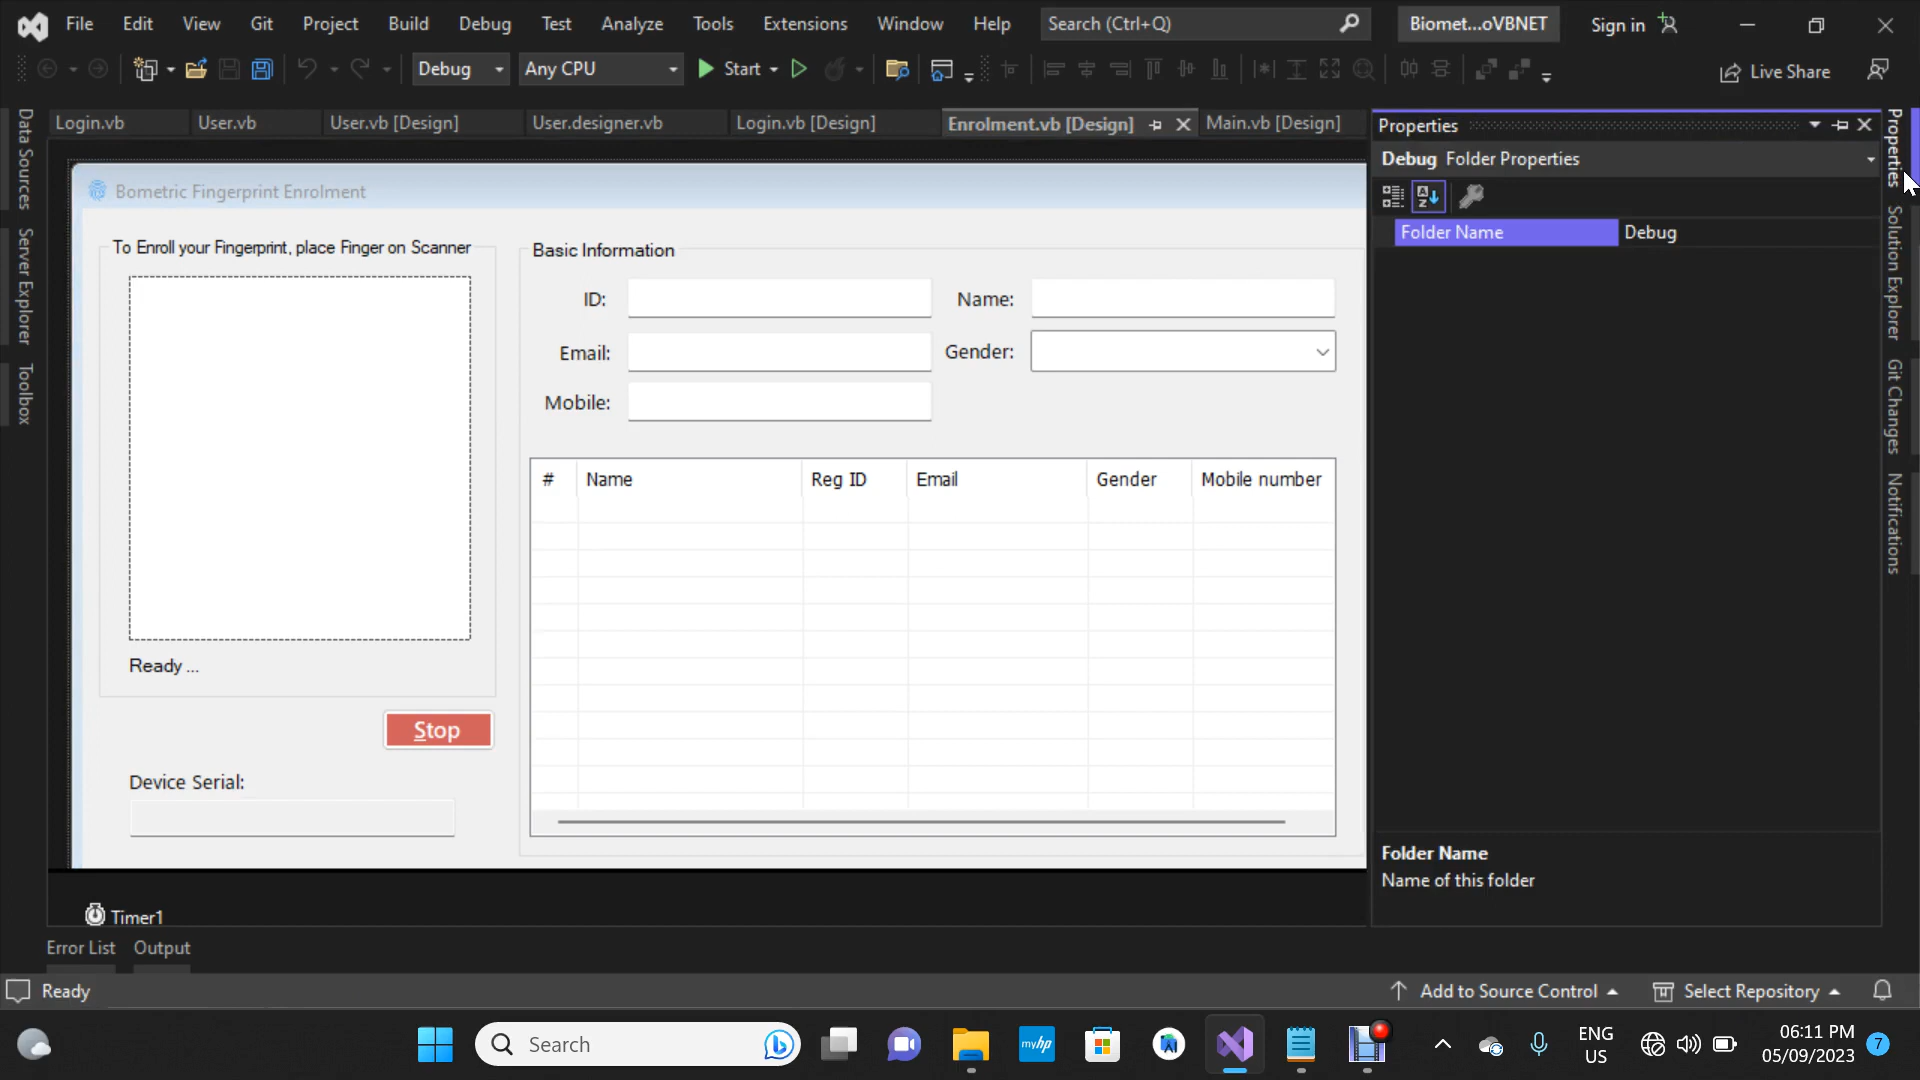 File Edit View Git Project Build Debug Test Analyze Tools Extensions Window Help Search (Ctrl+Q) Biomet...oVBNET Sign in
Debug Any CPU Start Live Share
Login.vb User.vb User.vb [Design] User.designer.vb Login.vb [Design] Enrolment.vb [Design] Main.vb [Design]
Data Sources
Server Explorer
Toolbox
Bometric Fingerprint Enrolment
To Enroll your Fingerprint, place Finger on Scanner
Ready ...
Stop
Device Serial:
Basic Information
ID: Name:
Email: Gender:
Mobile:
# Name Reg ID Email Gender Mobile number
Timer1
Properties
Debug Folder Properties
Folder Name Debug
Folder Name
Name of this folder
Properties
Solution Explorer
Git Changes
Notifications
Error List Output
Ready Add to Source Control Select Repository
Search myhp ENG 06:11 PM
US 05/09/2023 7